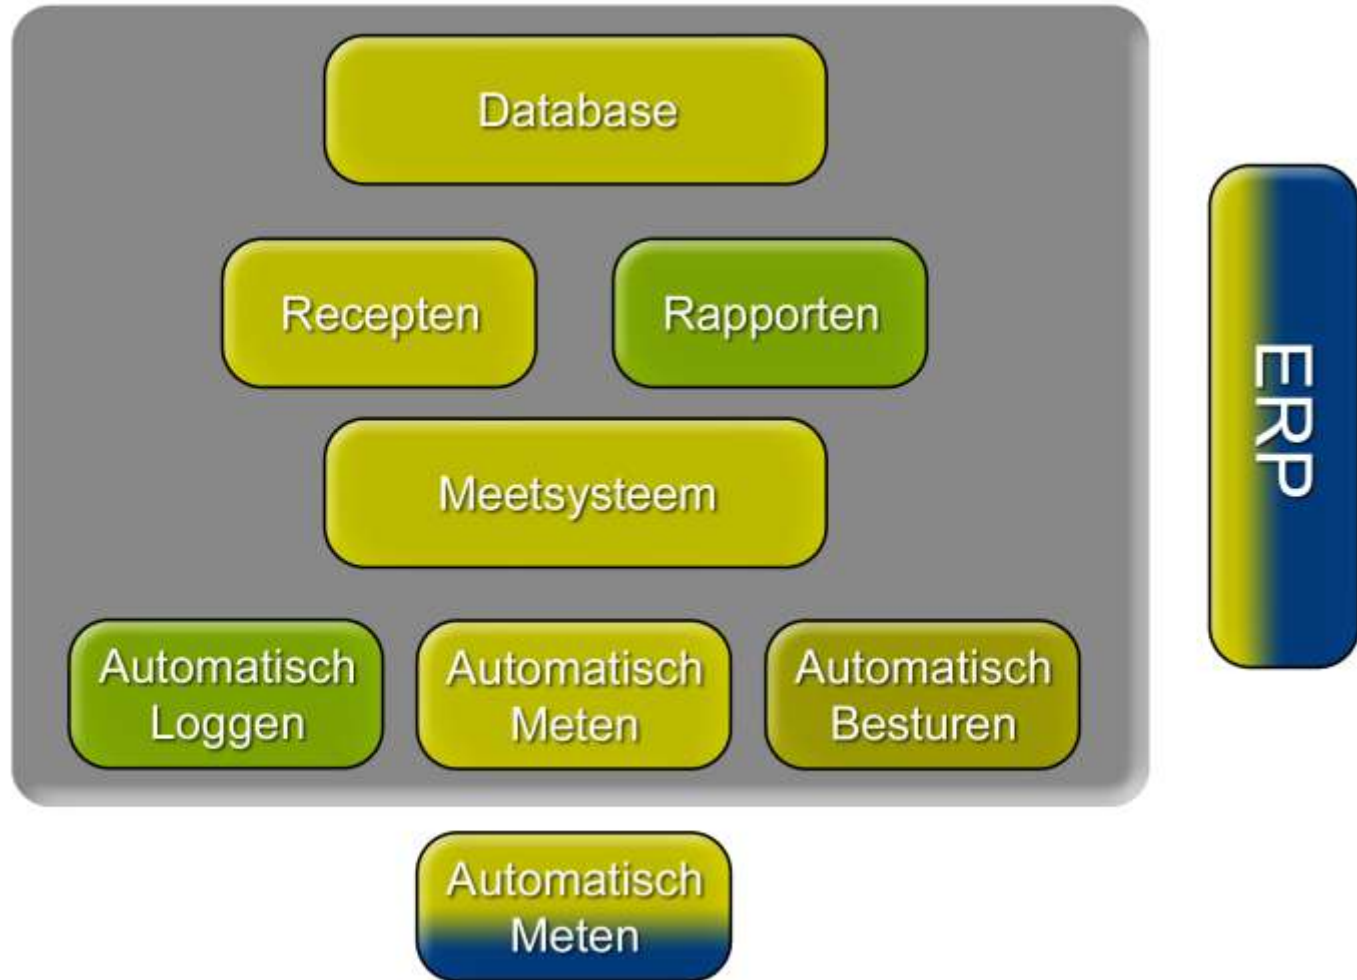 Database
Recepten
Rapporten
Meetsysteem
Automatisch
Loggen
Automatisch
Meten
Automatisch
Besturen
ERP
Automatisch
Meten